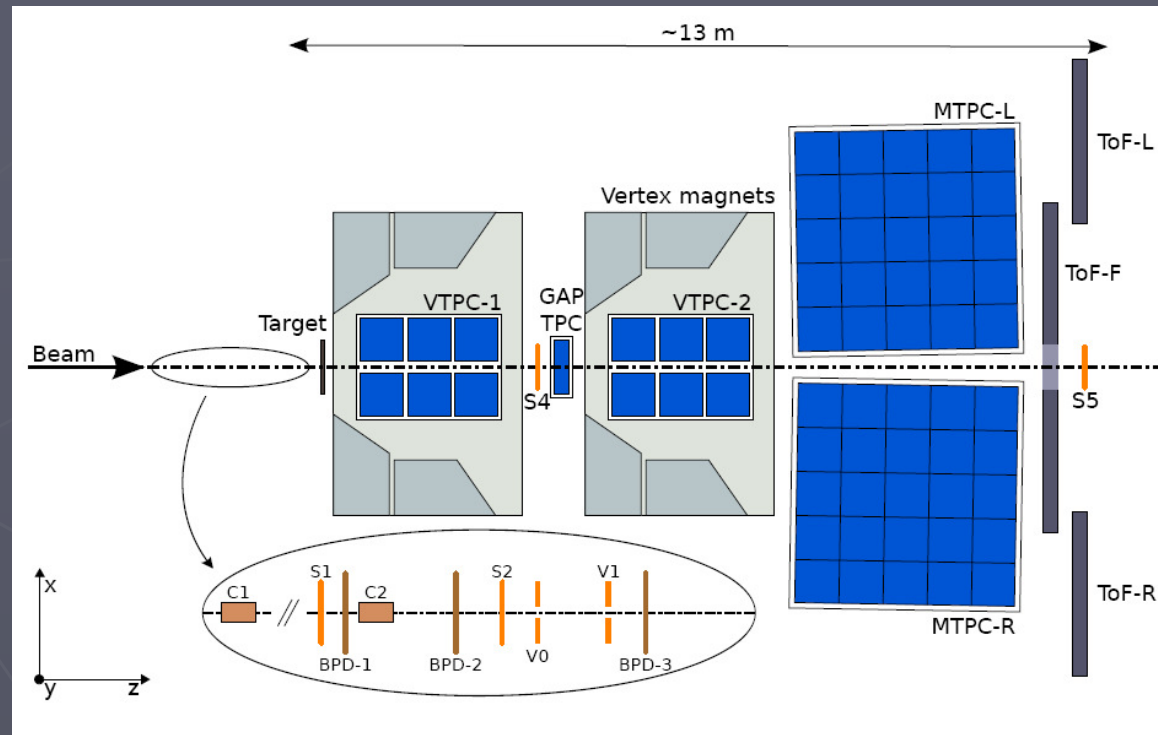 ~13 m
MTPC-L
ToF-L
Vertex magnets
ToF-F
VTPC-1
GAP
TPC
VTPC-2
Target
Beam
S4
S5
S1
C1
C2
S2
V1
BPD-1
BPD-2
V0
BPD-3
MTPC-R
ToF-R
x
y
z